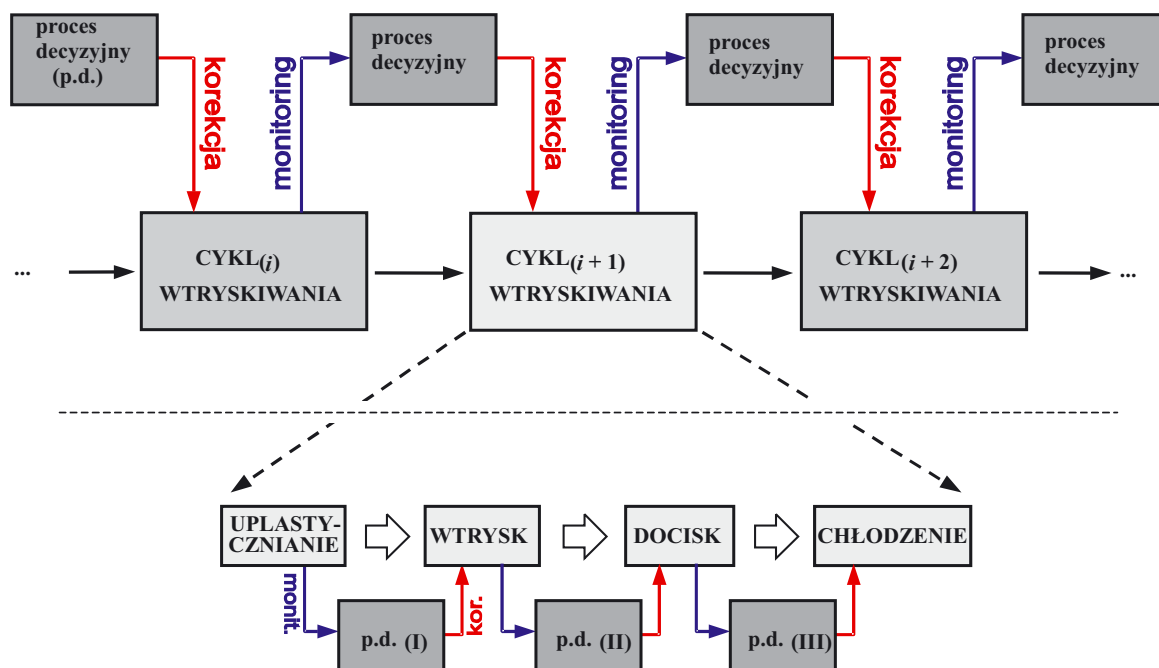 proces
decyzyjny
(p.d.)
korekcja
monitoring
proces
decyzyjny
korekcja
monitoring
proces
decyzyjny
korekcja
monitoring
proces
decyzyjny
...
CYKL(i)
WTRYSKIWANIA
CYKL(i + 1)
WTRYSKIWANIA
CYKL(i + 2)
WTRYSKIWANIA
...
UPLASTY-
CZNIANIE
WTRYSK
DOCISK
CHŁODZENIE
monit.
p.d. (I)
kor.
p.d. (II)
p.d. (III)